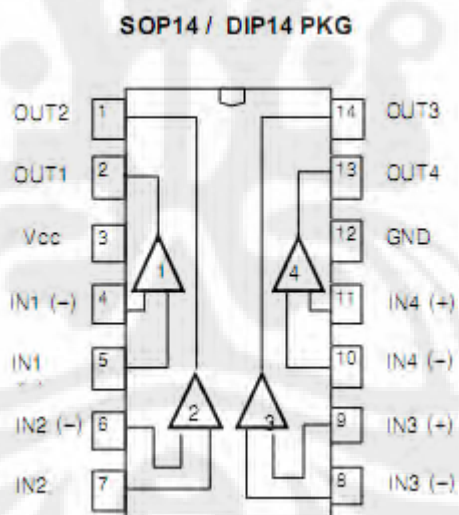 SOP14 / DIP14 PKG
OUT2 1 14 OUT3
OUT1 2 13 OUT4
Vcc 3 12 GND
1 4
IN1 (-) 4 11 IN4 (+)
IN1 5 10 IN4 (-)
2 3
IN2 (-) 6 9 IN3 (+)
IN2. 7 8 IN3 (-)